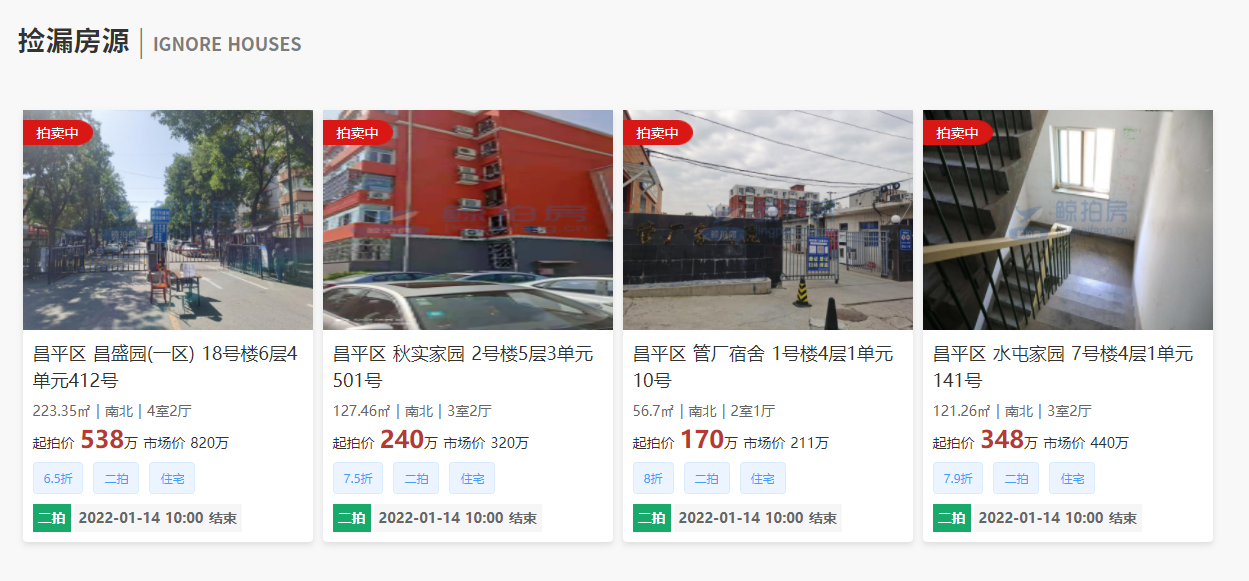 捡漏房源 | IGNORE HOUSES
拍卖中
拍卖中
拍卖中
拍卖中
鲸拍房
鲸拍房
鲸拍房
昌平区 昌盛园(一区) 18号楼6层4
单元412号
223.35㎡ | 南北 | 4室2厅
起拍价 538万 市场价 820万
6.5折 二拍 住宅
二拍 2022-01-14 10:00 结束
昌平区 秋实家园 2号楼5层3单元
501号
127.46㎡ | 南北 | 3室2厅
起拍价 240万 市场价 320万
7.5折 二拍 住宅
二拍 2022-01-14 10:00 结束
昌平区 管厂宿舍 1号楼4层1单元
10号
56.7㎡ | 南北 | 2室1厅
起拍价 170万 市场价 211万
8折 二拍 住宅
二拍 2022-01-14 10:00 结束
昌平区 水屯家园 7号楼4层1单元
141号
121.26㎡ | 南北 | 3室2厅
起拍价 348万 市场价 440万
7.9折 二拍 住宅
二拍 2022-01-14 10:00 结束